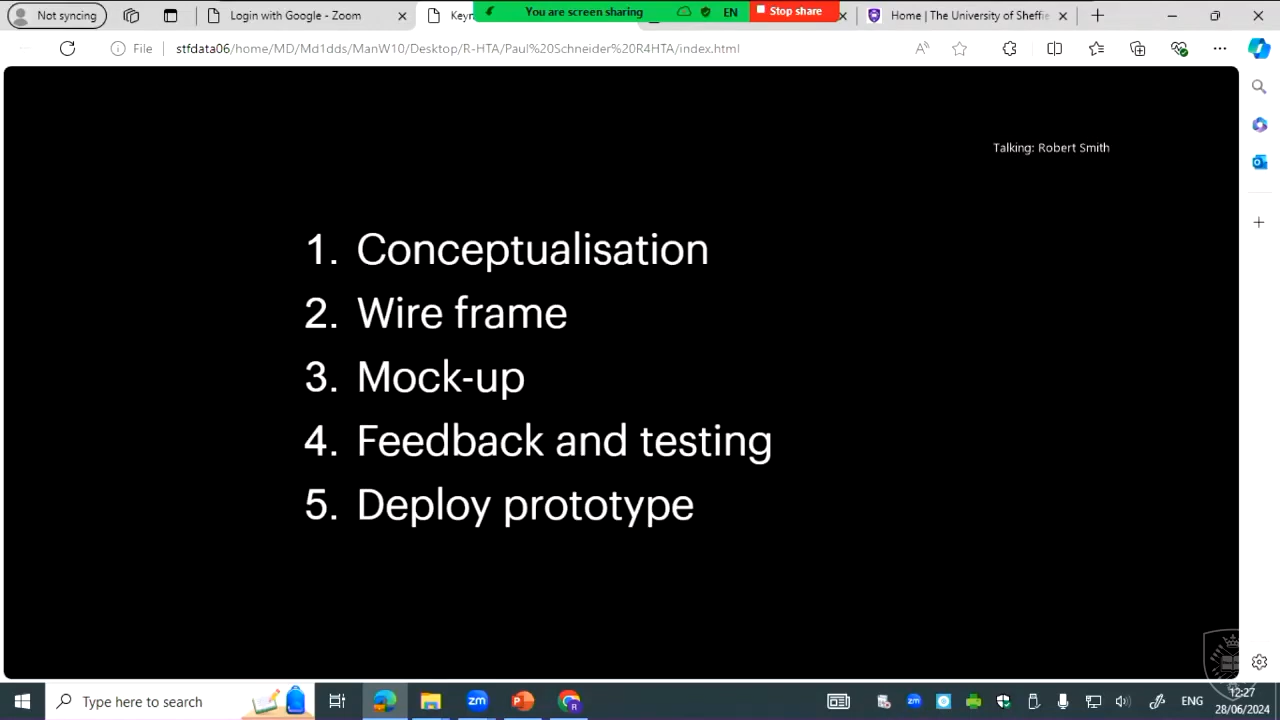 Not syncing
Login with Google - Zoom
Keyn
You are screen sharing
EN
Stop share
Home | The University of Sheffie
File
stfdata06/home/MD/Md1dds/ManW10/Desktop/R-HTA/Paul%20Schneider%20R4HTA/index.html
Talking: Robert Smith
1. Conceptualisation
2. Wire frame
3. Mock-up
4. Feedback and testing
5. Deploy prototype
Type here to search
zm
zm
ENG
12:27
28/06/2024